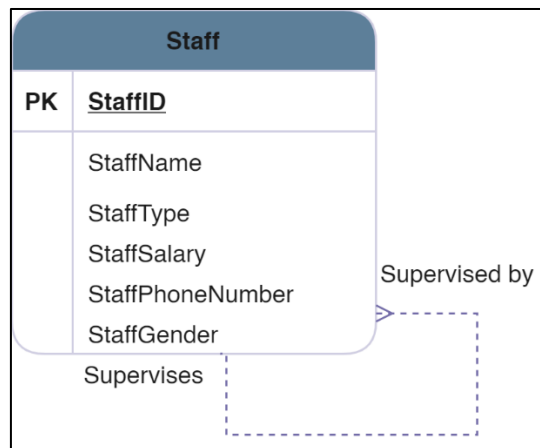 Staff
PK StaffID
StaffName
StaffType
StaffSalary
Supervised by
StaffPhoneNumber
StaffGender
Supervises